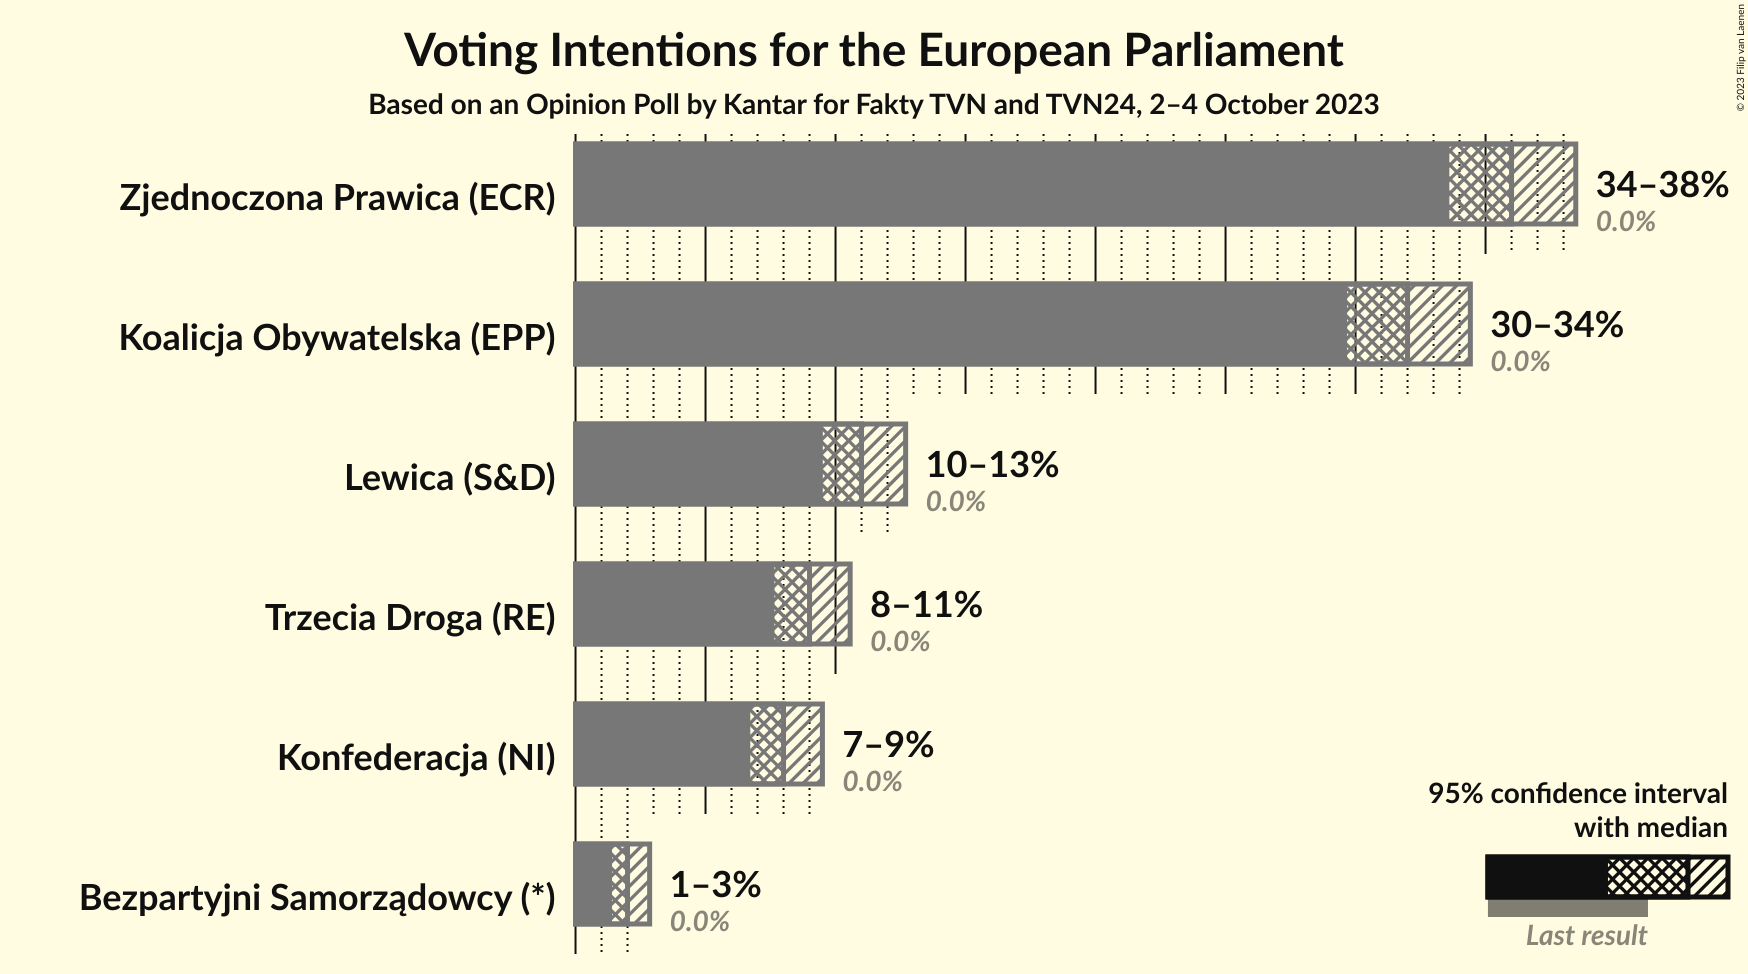 Voting Intentions for the European Parliament
Based on an Opinion Poll by Kantar for Fakty TVN and TVN24, 2–4 October 2023
© 2023 Filip van Laenen
Zjednoczona Prawica (ECR)
34–38%
0.0%
Koalicja Obywatelska (EPP)
30–34%
0.0%
Lewica (S&D)
10–13%
0.0%
Trzecia Droga (RE)
8–11%
0.0%
Konfederacja (NI)
7–9%
0.0%
Bezpartyjni Samorządowcy (*)
1–3%
0.0%
95% confidence interval
with median
Last result